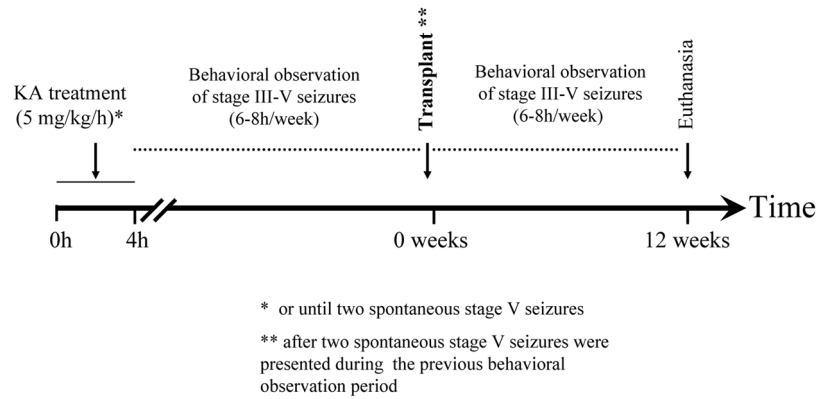 KA treatment
(5 mg/kg/h)*
Behavioral observation
of stage III-V seizures
(6-8h/week)
Transplant **
Behavioral observation
of stage III-V seizures
(6-8h/week)
Euthanasia
Time
0h
4h
0 weeks
12 weeks
* or until two spontaneous stage V seizures
** after two spontaneous stage V seizures were
presented during the previous behavioral
observation period